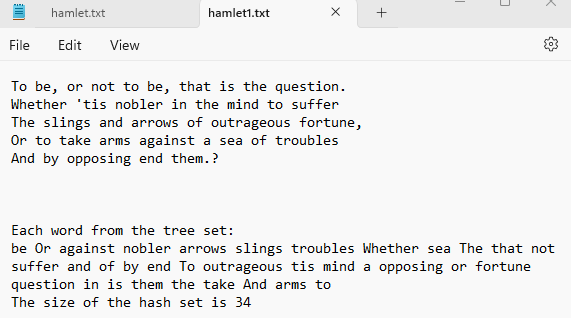 hamlet.txt
hamlet1.txt
File Edit View
To be, or not to be, that is the question.
Whether 'tis nobler in the mind to suffer
The slings and arrows of outrageous fortune,
Or to take arms against a sea of troubles
And by opposing end them.?
Each word from the tree set:
be Or against nobler arrows slings troubles Whether sea The that not
suffer and of by end To outrageous tis mind a opposing or fortune
question in is them the take And arms to
The size of the hash set is 34